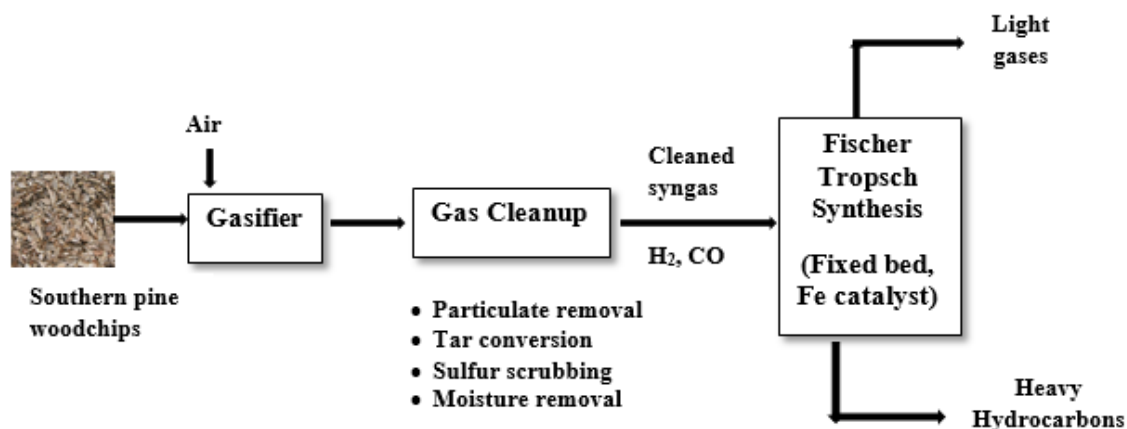 Air
Southern pine
woodchips
Gasifier
Gas Cleanup
• Particulate removal
• Tar conversion
• Sulfur scrubbing
• Moisture removal
Cleaned
syngas
H₂, CO
Fischer
Tropsch
Synthesis
(Fixed bed,
Fe catalyst)
Light
gases
Heavy
Hydrocarbons